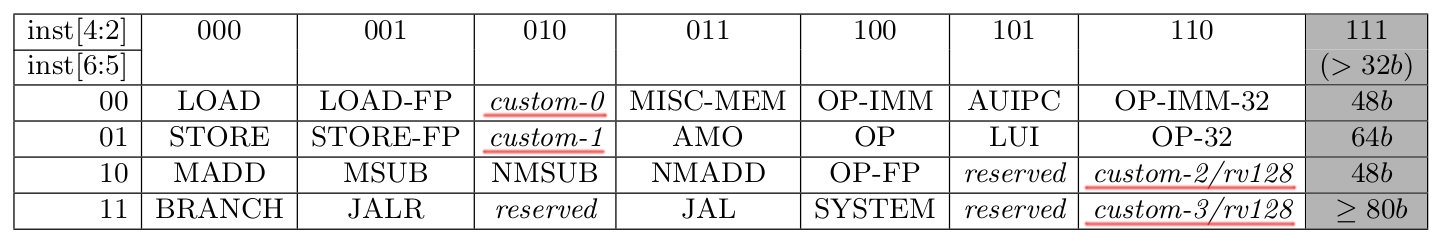 inst[4:2] 000 001 010 011 100 101 110 111
inst[6:5] (> 32b)
00 LOAD LOAD-FP custom-0 MISC-MEM OP-IMM AUIPC OP-IMM-32 48b
01 STORE STORE-FP custom-1 AMO OP LUI OP-32 64b
10 MADD MSUB NMSUB NMADD OP-FP reserved custom-2/rv128 48b
11 BRANCH JALR reserved JAL SYSTEM reserved custom-3/rv128 ≥ 80b